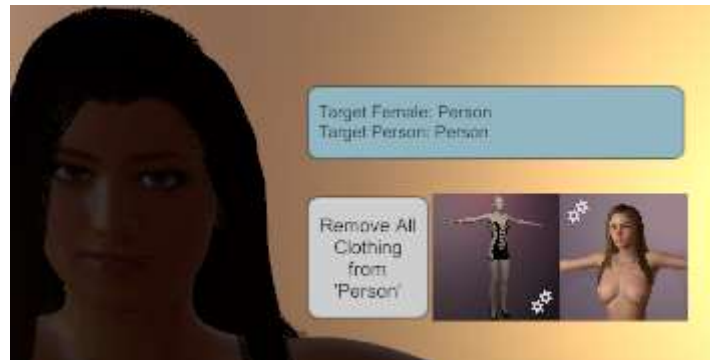 Target Female: Person
Target Person: Person
Remove All
Clothing
from
'Person'